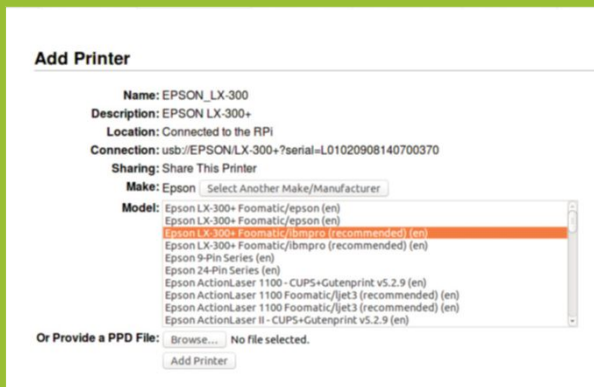 Add Printer
Name: EPSON_LX-300
Description: EPSON LX-300+
Location: Connected to the RPi
Connection: usb://EPSON/LX-300+?serial=L01020908140700370
Sharing: Share This Printer
Make: Epson Select Another Make/Manufacturer
Model: Epson LX-300+ Foomatic/epson (en)
Epson LX-300+ Foomatic/epson (en)
Epson LX-300+ Foomatic/ibmpro (recommended) (en)
Epson LX-300+ Foomatic/ibmpro (recommended) (en)
Epson 9-Pin Series (en)
Epson 24-Pin Series (en)
Epson ActionLaser 1100 - CUPS+Gutenprint v5.2.9 (en)
Epson ActionLaser 1100 Foomatic/ljet3 (recommended) (en)
Epson ActionLaser 1100 Foomatic/ljet3 (recommended) (en)
Epson ActionLaser II - CUPS+Gutenprint v5.2.9 (en)
Or Provide a PPD File: Browse... No file selected.
Add Printer